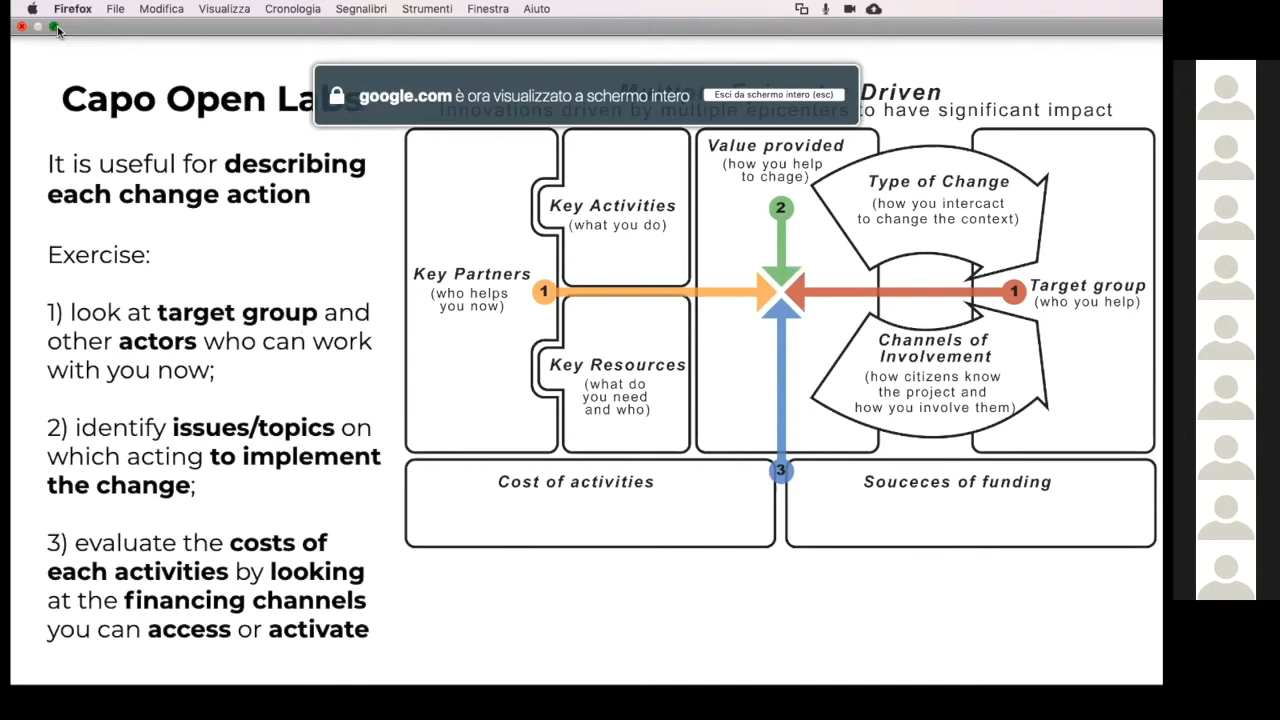 Firefox File Modifica Visualizza Cronologia Segnalibri Strumenti Finestra Aiuto
google.com è ora visualizzato a schermo intero Esci da schermo intero (esc)
Capo Open La
It is useful for describing
each change action
Exercise:
1) look at target group and
other actors who can work
with you now;
2) identify issues/topics on
which acting to implement
the change;
3) evaluate the costs of
each activities by looking
at the financing channels
you can access or activate
Driven
Innovations driven by multiple epicenters to have significant impact
Key Partners
(who helps
you now)
Key Activities
(what you do)
Key Resources
(what do
you need
and who)
Value provided
(how you help
to chage)
Type of Change
(how you intercact
to change the context)
Channels of
Involvement
(how citizens know
the project and
how you involve them)
Target group
(who you help)
1
2
1
3
Cost of activities
Souceces of funding